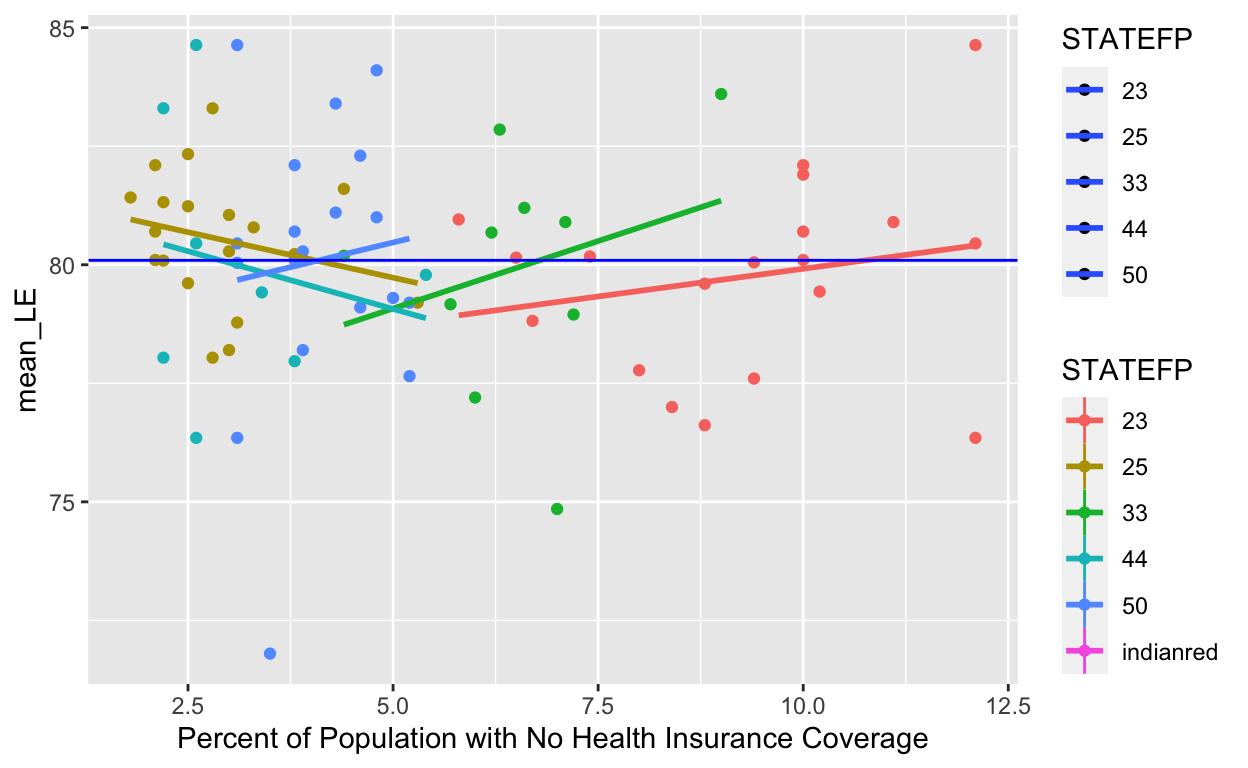 85
80
75
mean_LE
2.5 5.0 7.5 10.0 12.5
Percent of Population with No Health Insurance Coverage
STATEFP
23
25
33
44
50
STATEFP
23
25
33
44
50
indianred